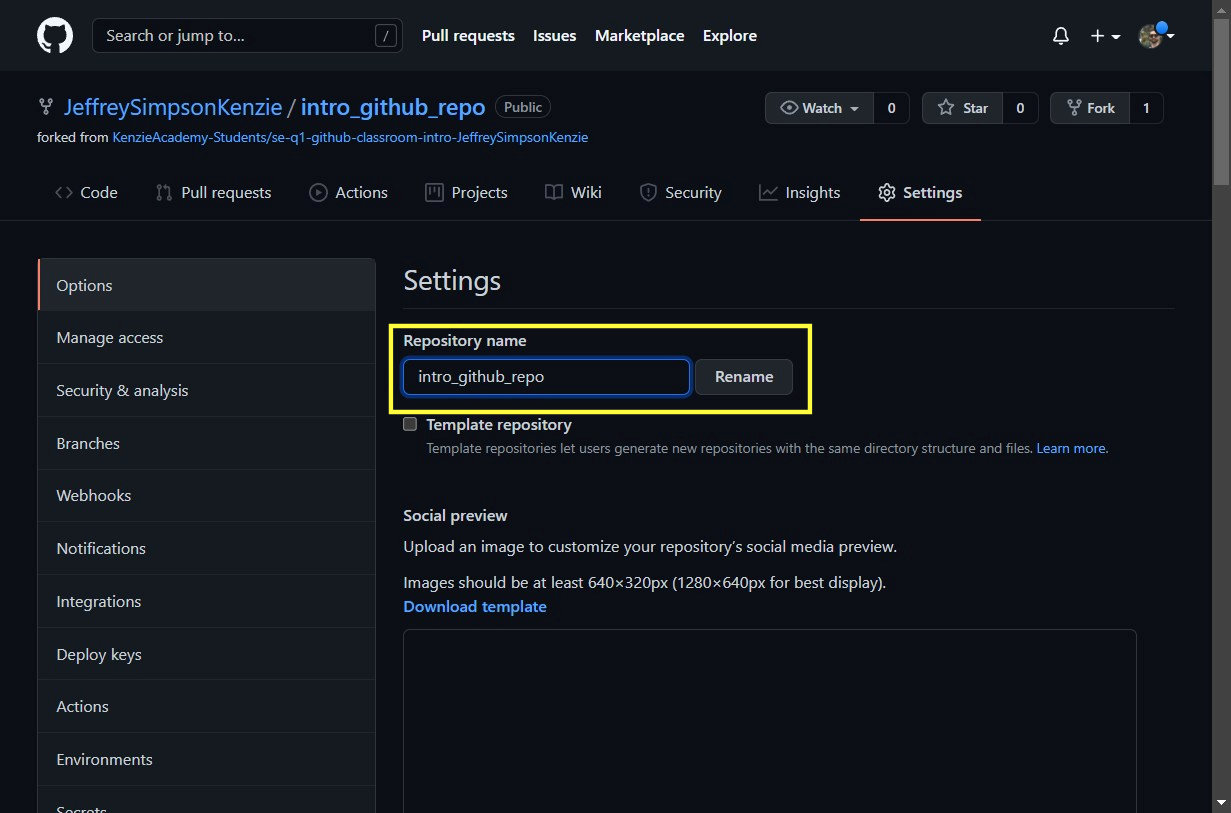 Search or jump to... / Pull requests Issues Marketplace Explore
JeffreySimpsonKenzie / intro_github_repo Public Watch 0 Star 0 Fork 1
forked from KenzieAcademy-Students/se-q1-github-classroom-intro-JeffreySimpsonKenzie
Code Pull requests Actions Projects Wiki Security Insights Settings
Options
Manage access
Security & analysis
Branches
Webhooks
Notifications
Integrations
Deploy keys
Actions
Environments
Secrets
Settings
Repository name
intro_github_repo Rename
Template repository
Template repositories let users generate new repositories with the same directory structure and files. Learn more.
Social preview
Upload an image to customize your repository’s social media preview.
Images should be at least 640×320px (1280×640px for best display).
Download template